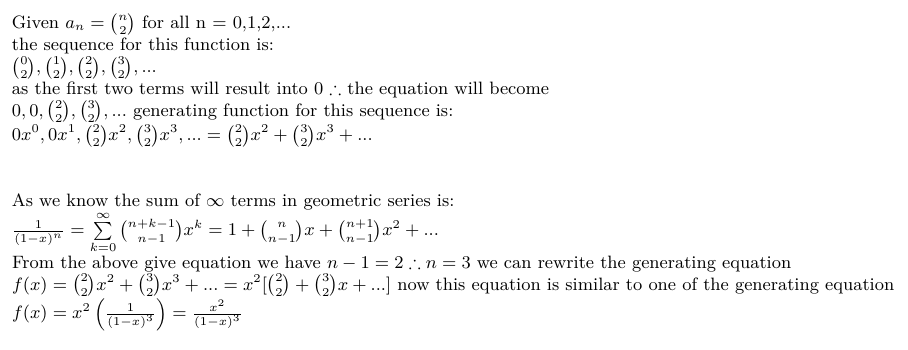 Given $a_n = \binom{n}{2}$ for all n = 0,1,2,...
the sequence for this function is:
$\binom{0}{2}, \binom{1}{2}, \binom{2}{2}, \binom{3}{2}, ...$
as the first two terms will result into 0 ∴ the equation will become
$0, 0, \binom{2}{2}, \binom{3}{2}, ...$ generating function for this sequence is:
$0x^0, 0x^1, \binom{2}{2}x^2, \binom{3}{2}x^3, ... = \binom{2}{2}x^2 + \binom{3}{2}x^3 + ...$
As we know the sum of ∞ terms in geometric series is:
$\frac{1}{(1-x)^n} = \sum\limits_{k=0}^{\infty} \binom{n+k-1}{n-1}x^k = 1 + \binom{n}{n-1}x + \binom{n+1}{n-1}x^2 + ...$
From the above give equation we have $n - 1 = 2 ∴ n = 3$ we can rewrite the generating equation
$f(x) = \binom{2}{2}x^2 + \binom{3}{2}x^3 + ... = x^2[\binom{2}{2} + \binom{3}{2}x + ...]$ now this equation is similar to one of the generating equation
$f(x) = x^2 \left(\frac{1}{(1-x)^3}\right) = \frac{x^2}{(1-x)^3}$